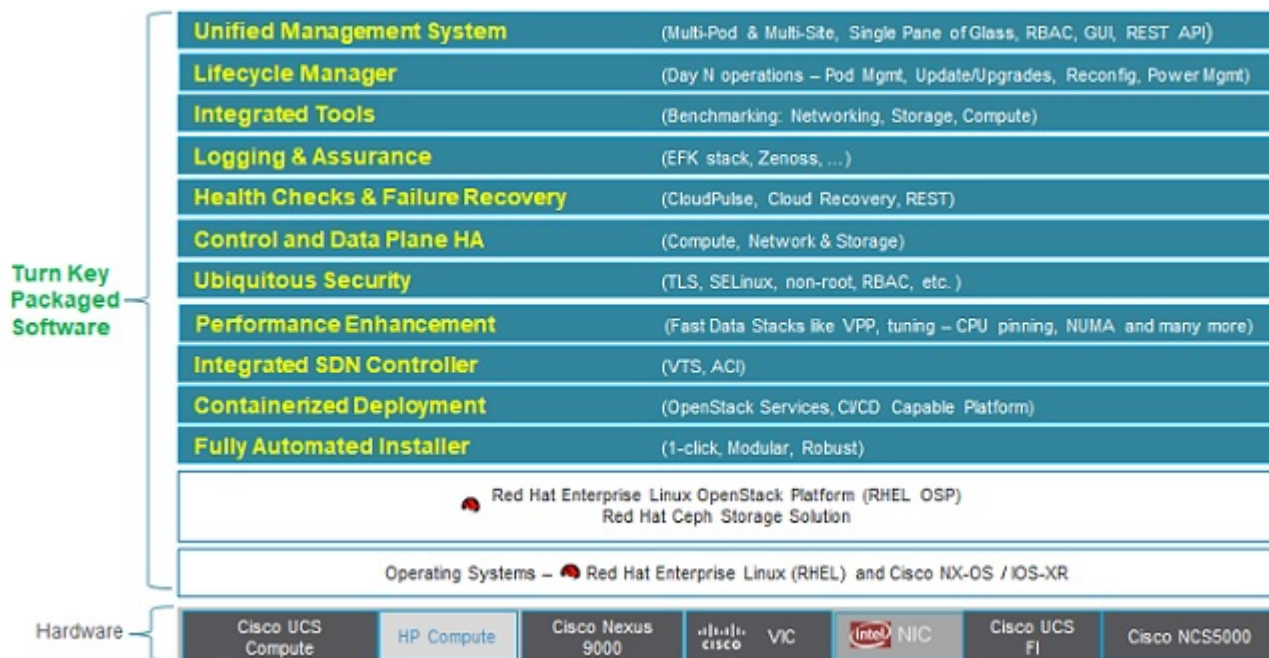 Unified Management System (Multi-Pod & Multi-Site, Single Pane of Glass, RBAC, GUI, REST API)
Lifecycle Manager (Day N operations – Pod Mgmt, Update/Upgrades, Reconfig, Power Mgmt)
Integrated Tools (Benchmarking: Networking, Storage, Compute)
Logging & Assurance (EFK stack, Zenoss, ...)
Health Checks & Failure Recovery (CloudPulse, Cloud Recovery, REST)
Control and Data Plane HA (Compute, Network & Storage)
Ubiquitous Security (TLS, SELinux, non-root, RBAC, etc. )
Performance Enhancement (Fast Data Stacks like VPP, tuning – CPU pinning, NUMA and many more)
Integrated SDN Controller (VTS, ACI)
Containerized Deployment (OpenStack Services, CI/CD Capable Platform)
Fully Automated Installer (1-click, Modular, Robust)
Turn Key
Packaged
Software
Red Hat Enterprise Linux OpenStack Platform (RHEL OSP)
Red Hat Ceph Storage Solution
Operating Systems – Red Hat Enterprise Linux (RHEL) and Cisco NX-OS / IOS-XR
Hardware
Cisco UCS
Compute
HP Compute
Cisco Nexus
9000
CISCO VIC
intel NIC
Cisco UCS
FI
Cisco NCS5000